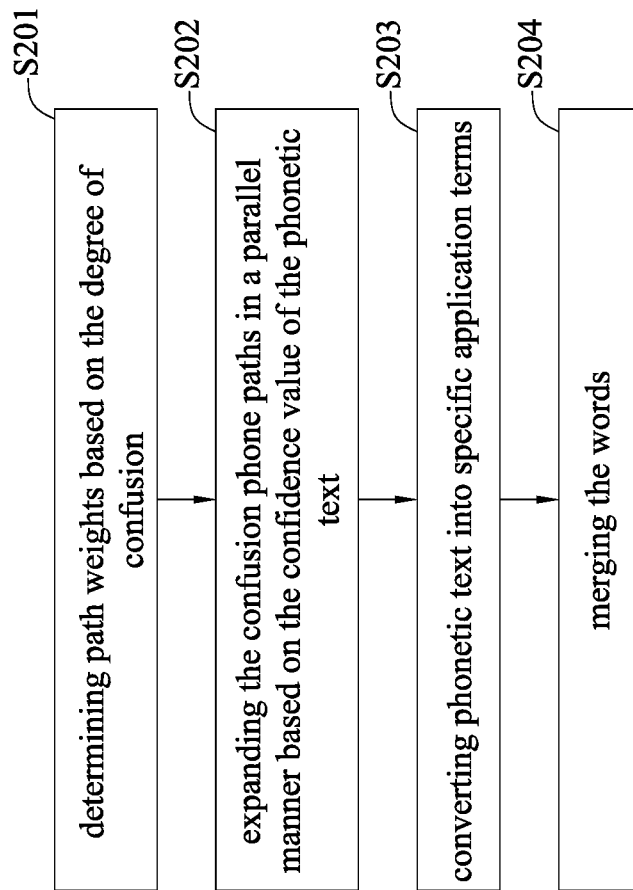 S201
determining path weights based on the degree of
confusion
S202
expanding the confusion phone paths in a parallel
manner based on the confidence value of the phonetic
text
S203
converting phonetic text into specific application terms
S204
merging the words